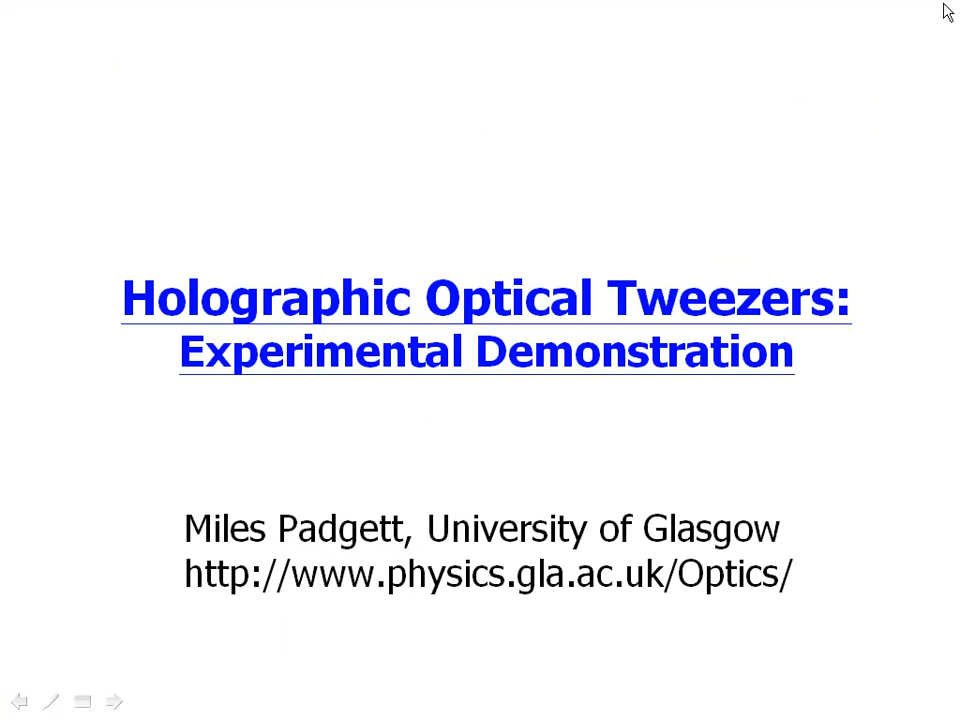 Holographic Optical Tweezers:
Experimental Demonstration
Miles Padgett, University of Glasgow
http://www.physics.gla.ac.uk/Optics/